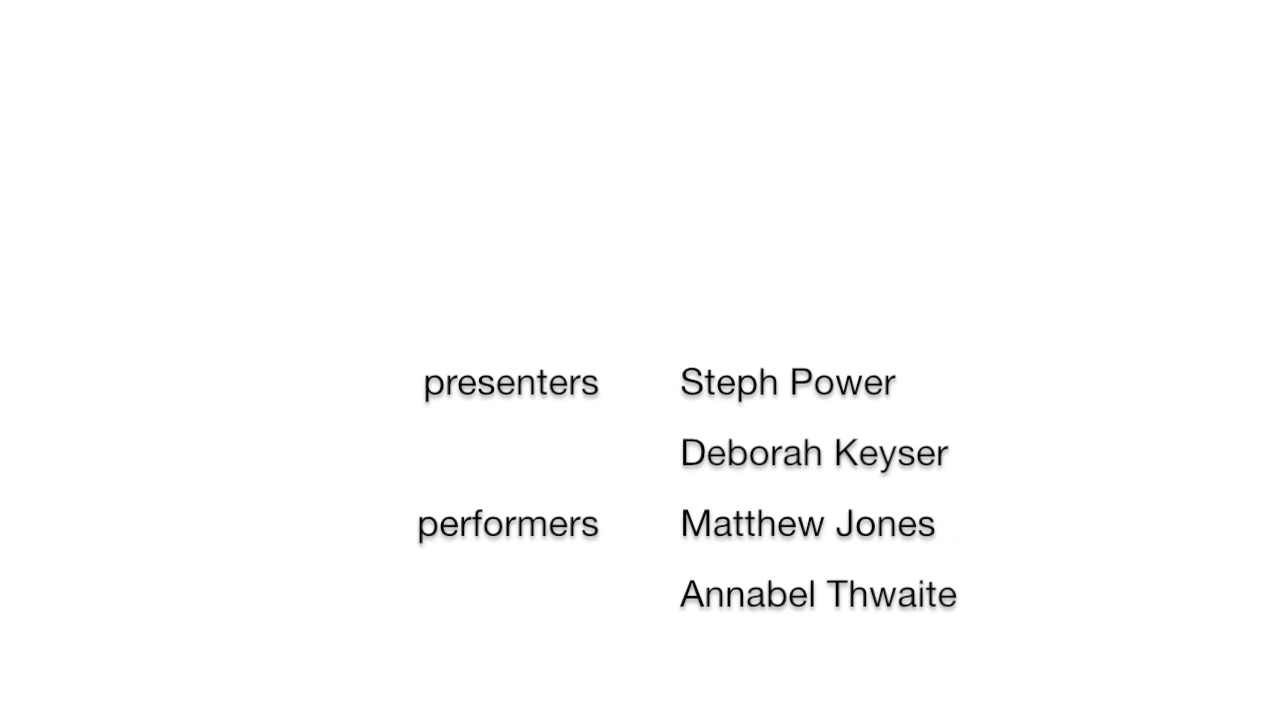 presenters Steph Power
Deborah Keyser
performers Matthew Jones
Annabel Thwaite